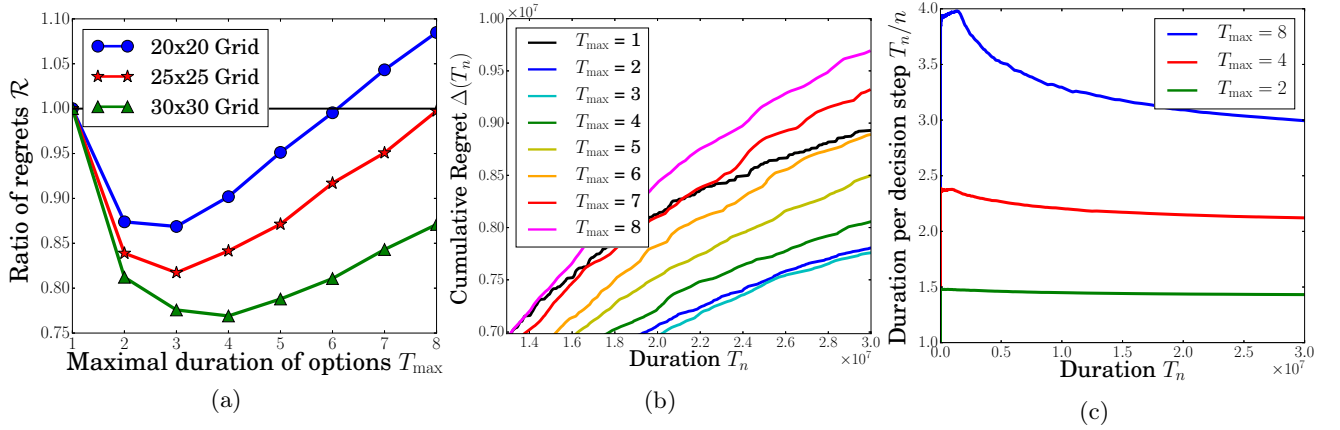 1.10
1.05
1.00
0.95
0.90
0.85
0.80
0.75
Ratio of regrets R
20x20 Grid
25x25 Grid
30x30 Grid
1 2 3 4 5 6 7 8
Maximal duration of options T_max
(a)
×10⁷
1.00
0.95
0.90
0.85
0.80
0.75
0.70
Cumulative Regret Δ(T_n)
T_max = 1
T_max = 2
T_max = 3
T_max = 4
T_max = 5
T_max = 6
T_max = 7
T_max = 8
1.4 1.6 1.8 2.0 2.2 2.4 2.6 2.8 3.0
Duration T_n
×10⁷
(b)
4.0
3.5
3.0
2.5
2.0
1.5
1.0
Duration per decision step T_n/n
T_max = 8
T_max = 4
T_max = 2
0.0 0.5 1.0 1.5 2.0 2.5 3.0
Duration T_n
×10⁷
(c)